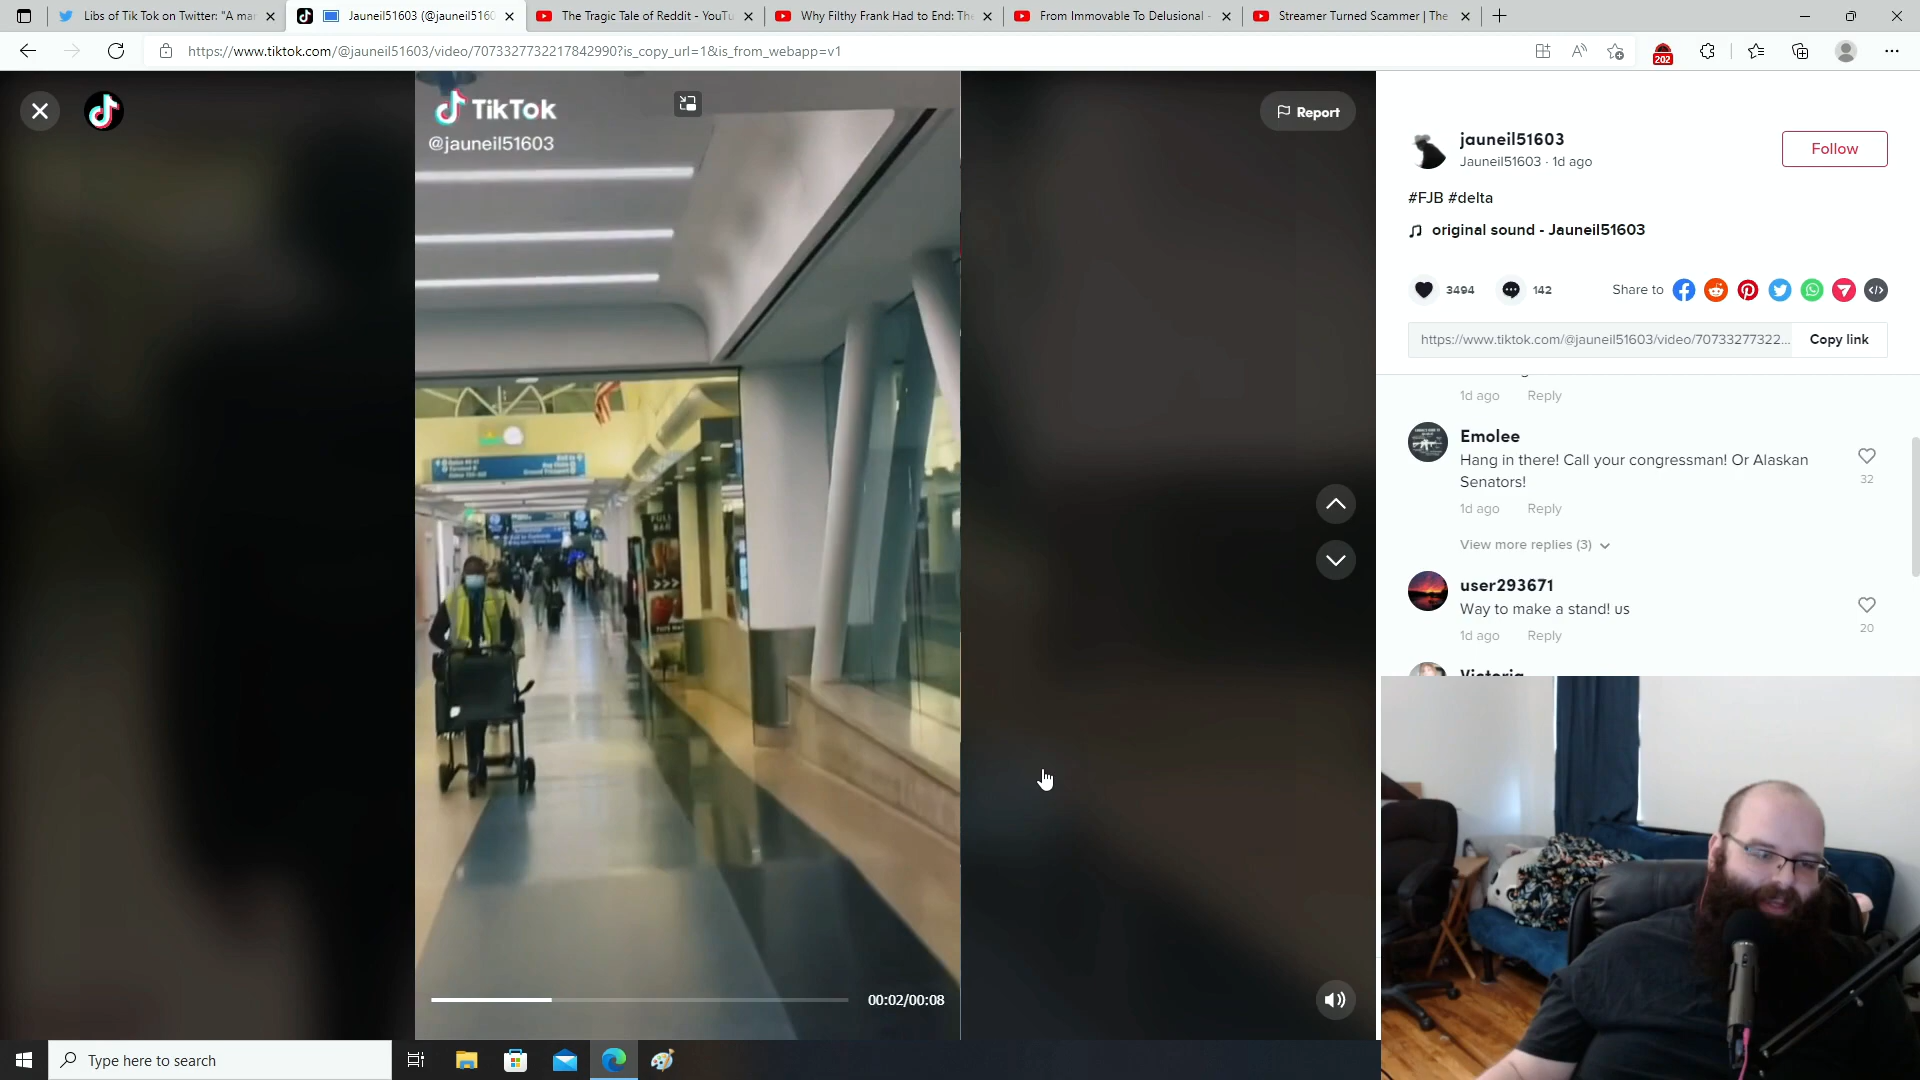 Libs of Tik Tok on Twitter: "A mar
Jauneil51603 (@jauneil5160
The Tragic Tale of Reddit - YouTu
Why Filthy Frank Had to End: The
From Immovable To Delusional -
Streamer Turned Scammer | The
https://www.tiktok.com/@jauneil51603/video/7073327732217842990?is_copy_url=1&is_from_webapp=v1
202
TikTok
@jauneil51603
Report
FULL
BAR
>>>
00:02/00:08
jauneil51603
Jauneil51603 · 1d ago
Follow
#FJB #delta
original sound - Jauneil51603
3494
142
Share to
https://www.tiktok.com/@jauneil51603/video/70733277322...
Copy link
1d ago Reply
Emolee
Hang in there! Call your congressman! Or Alaskan
Senators!
32
1d ago Reply
View more replies (3)
user293671
Way to make a stand! us
20
1d ago Reply
Victoria
Type here to search